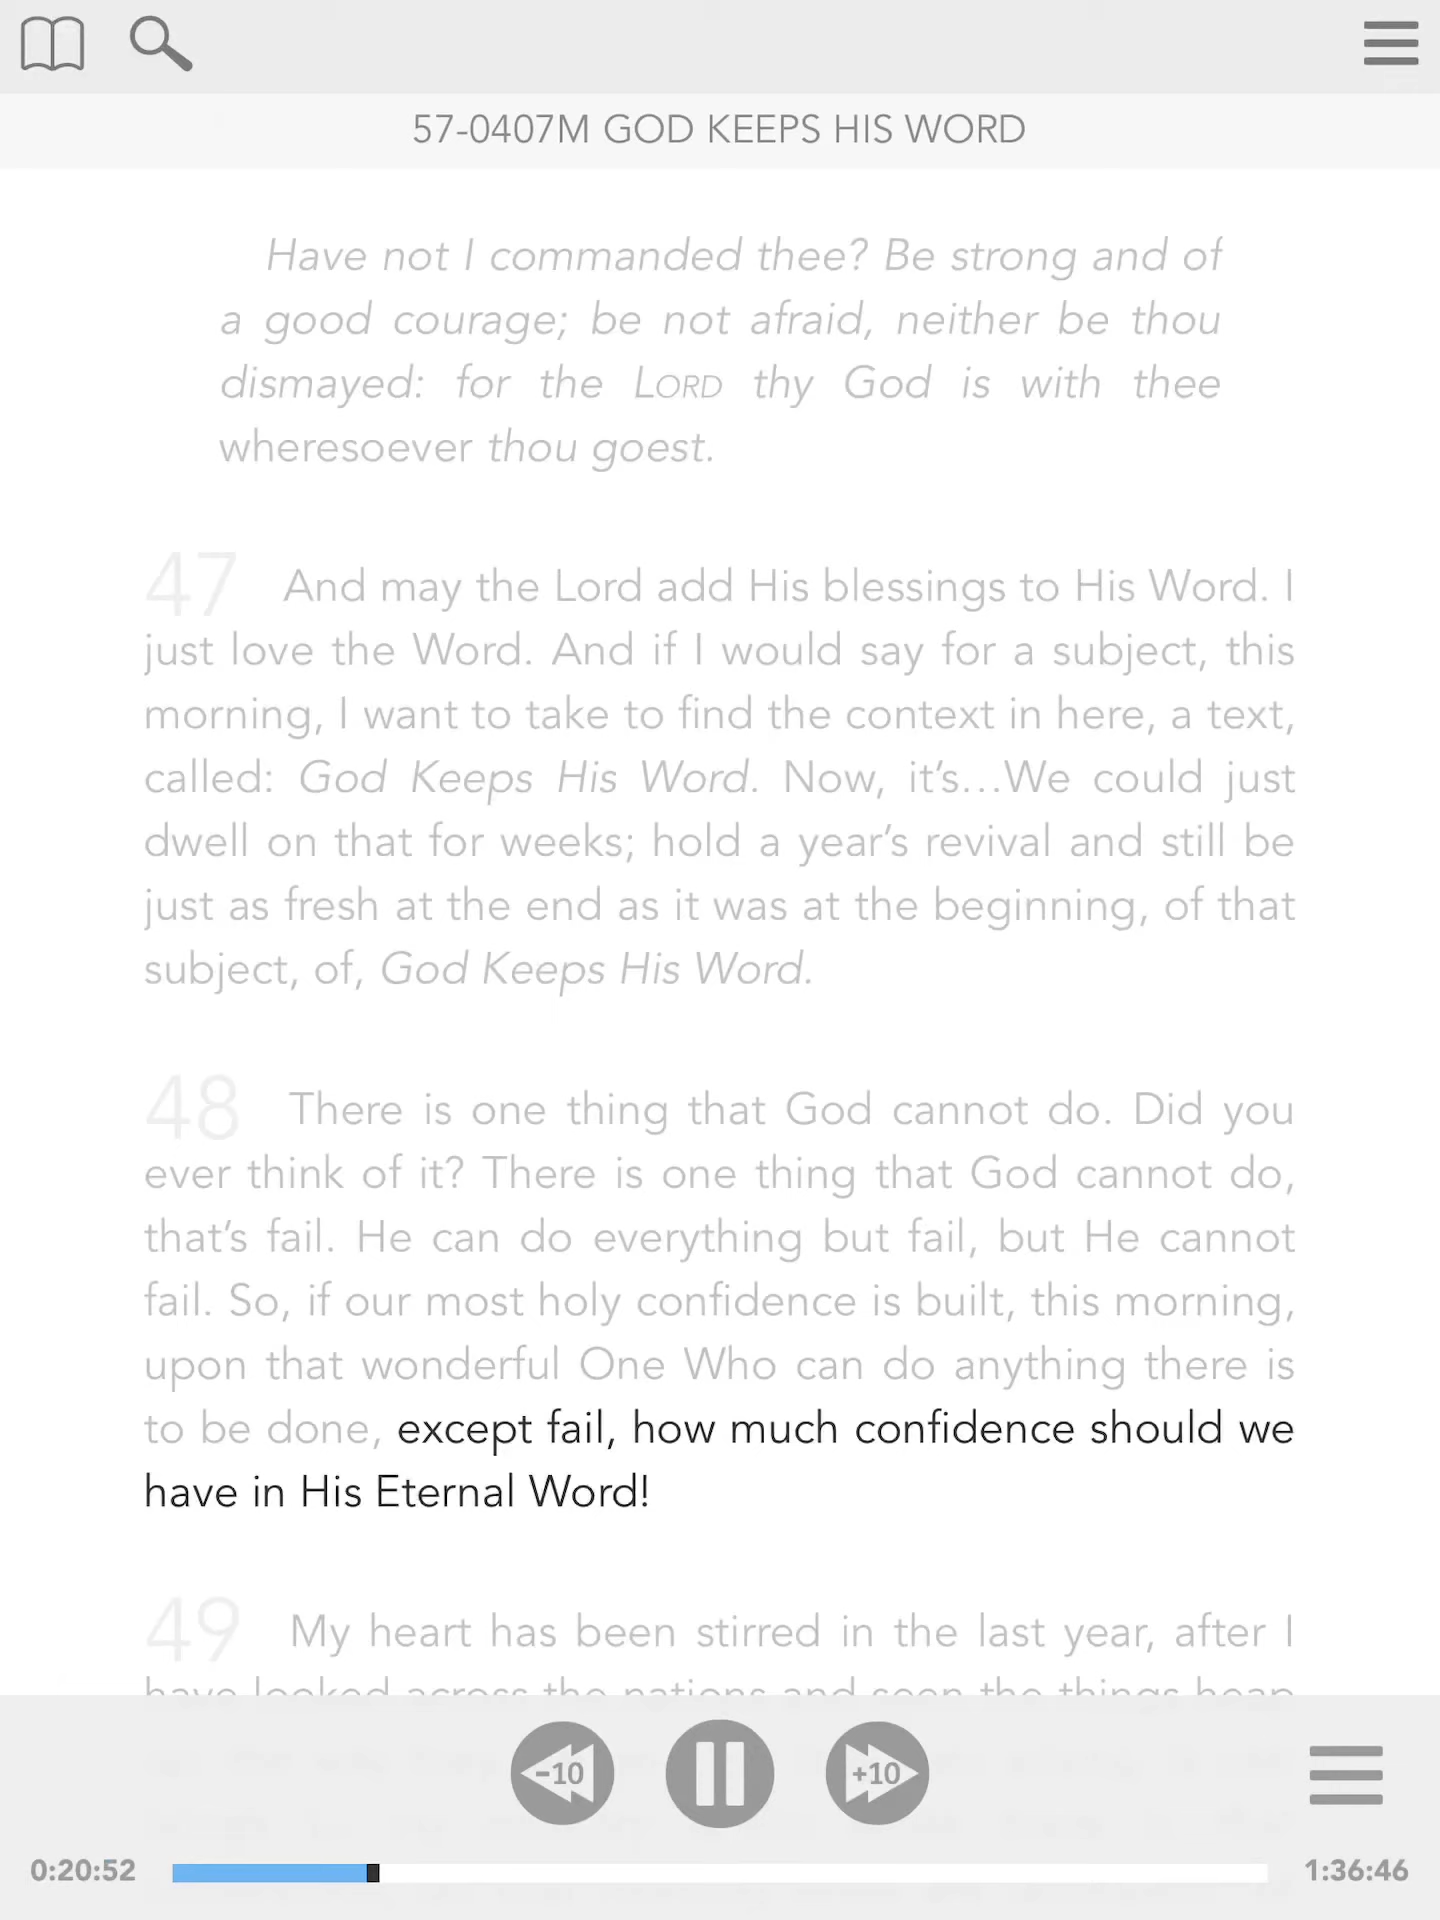 57-0407M GOD KEEPS HIS WORD
Have not I commanded thee? Be strong and of
a good courage; be not afraid, neither be thou
dismayed: for the LORD thy God is with thee
wheresoever thou goest.
47 And may the Lord add His blessings to His Word. I
just love the Word. And if I would say for a subject, this
morning, I want to take to find the context in here, a text,
called: God Keeps His Word. Now, it’s…We could just
dwell on that for weeks; hold a year’s revival and still be
just as fresh at the end as it was at the beginning, of that
subject, of, God Keeps His Word.
48 There is one thing that God cannot do. Did you
ever think of it? There is one thing that God cannot do,
that’s fail. He can do everything but fail, but He cannot
fail. So, if our most holy confidence is built, this morning,
upon that wonderful One Who can do anything there is
to be done, except fail, how much confidence should we
have in His Eternal Word!
49 My heart has been stirred in the last year, after I
have looked across the nations and seen the things heap
-10 +10
0:20:52 1:36:46